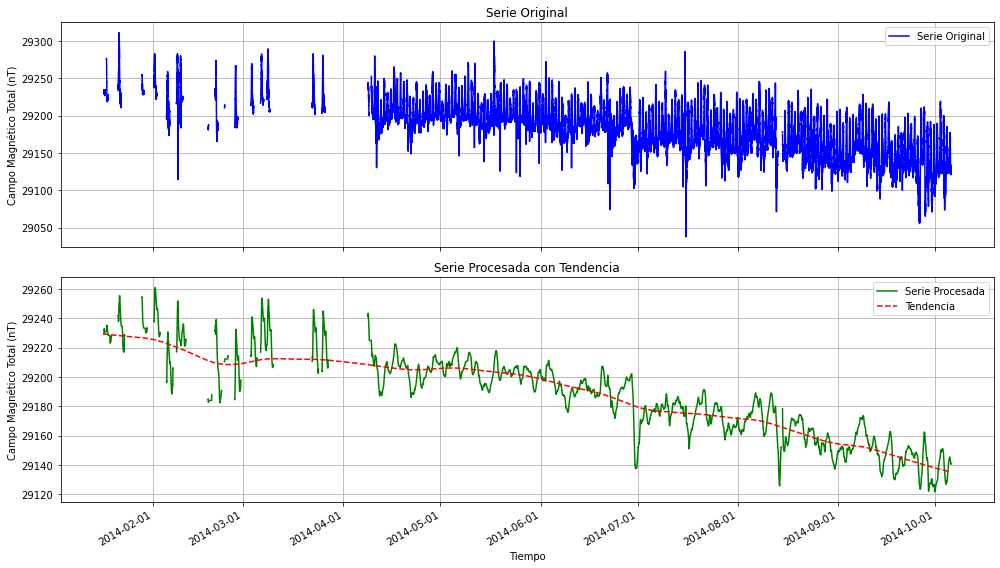 Serie Original
Campo Magnético Total (nT)
29300
29250
29200
29150
29100
29050
Serie Original
Serie Procesada con Tendencia
Campo Magnético Total (nT)
29260
29240
29220
29200
29180
29160
29140
29120
Serie Procesada
Tendencia
2014-02-01
2014-03-01
2014-04-01
2014-05-01
2014-06-01
2014-07-01
2014-08-01
2014-09-01
2014-10-01
Tiempo